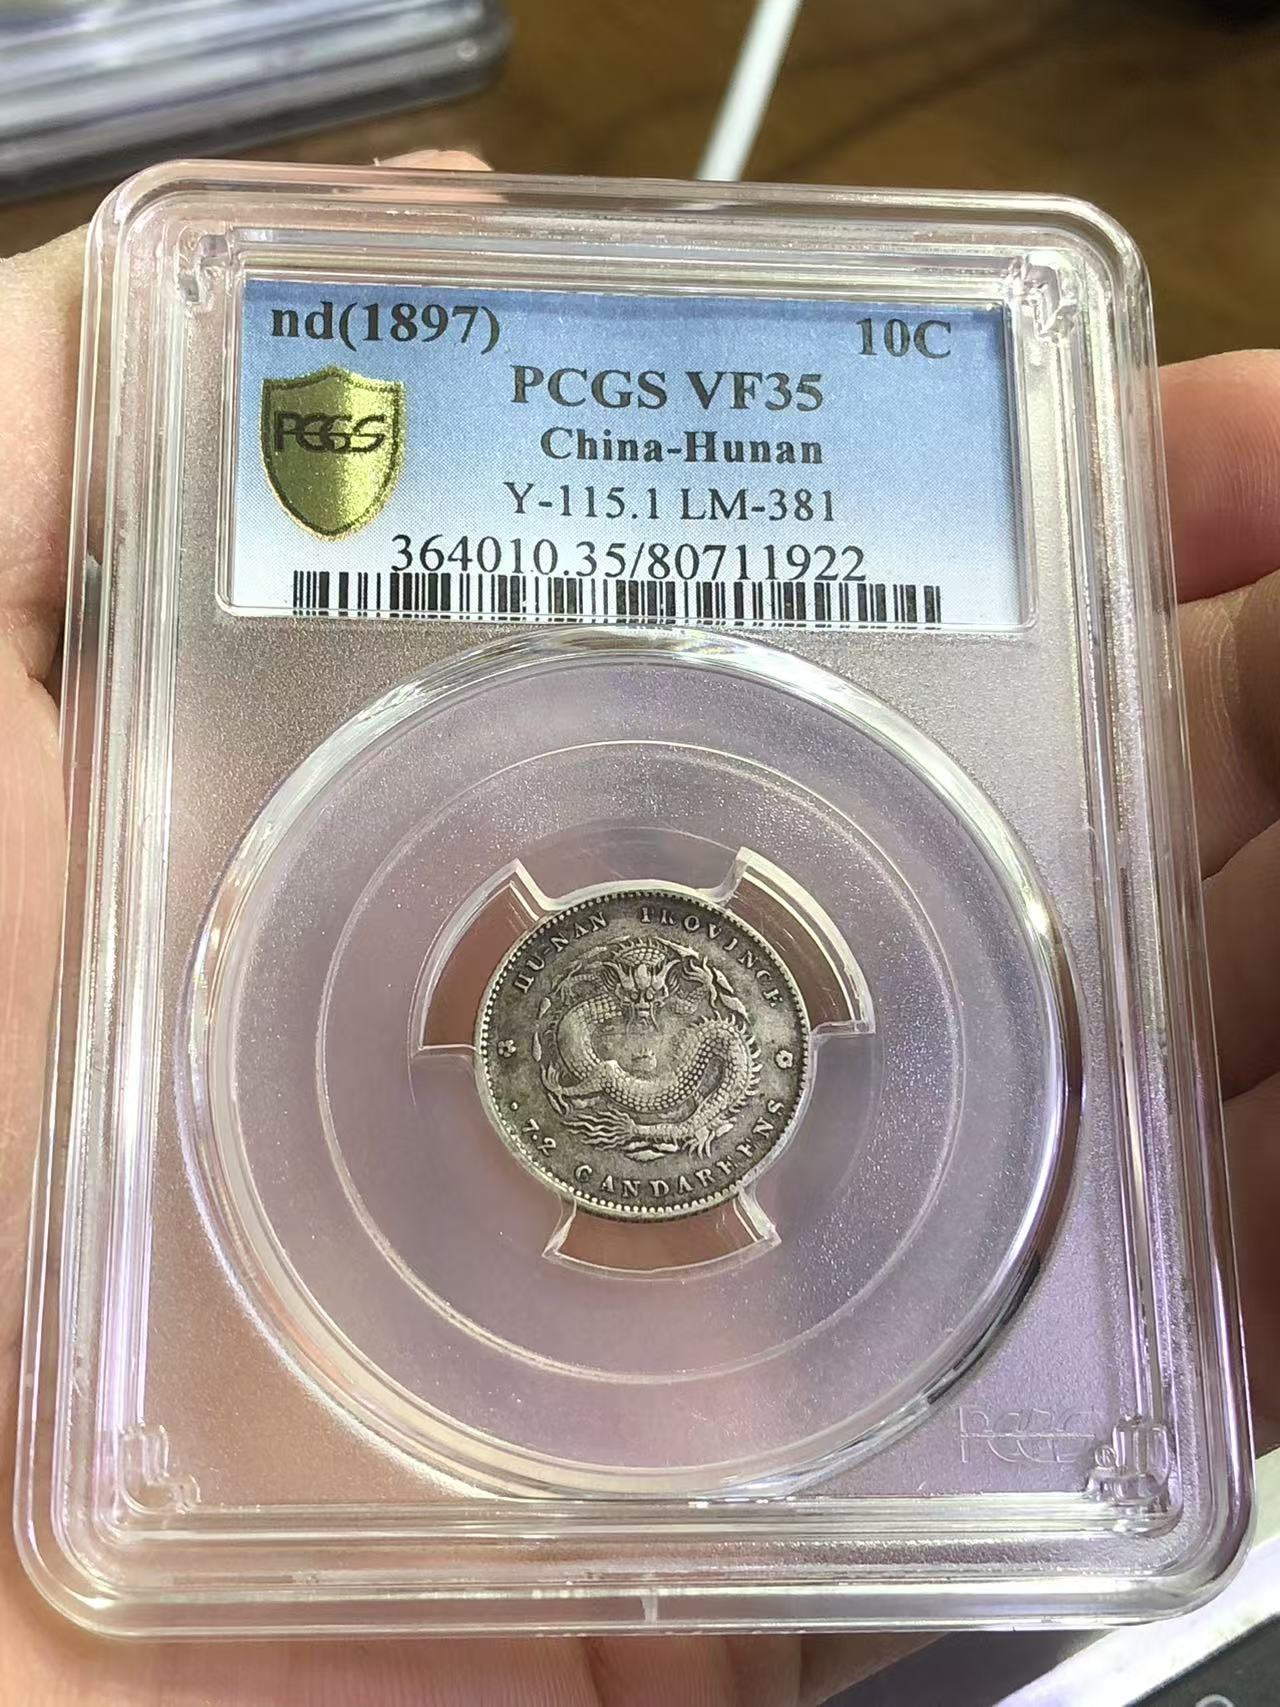 nd(1897) 10C
PCGS VF35
PCGS
China-Hunan
Y-115.1 LM-381
364010.35/80711922
HU-NAN PROVINCE
7.2 CANDAREENS
PCGS